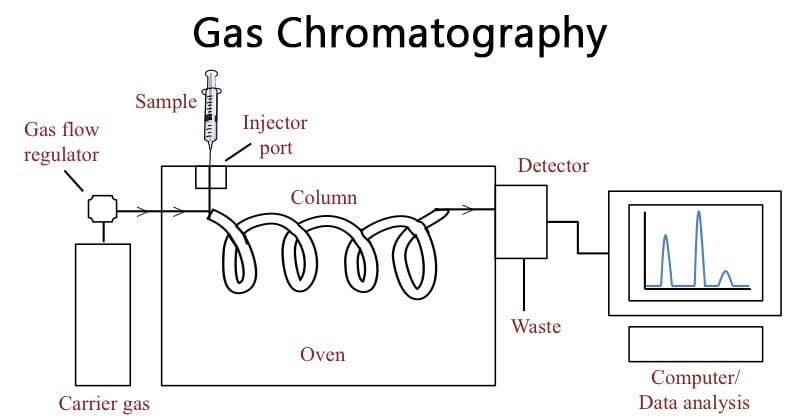 Gas Chromatography
Sample
Injector
port
Gas flow
regulator
Detector
Column
Waste
Oven
Computer/
Data analysis
Carrier gas